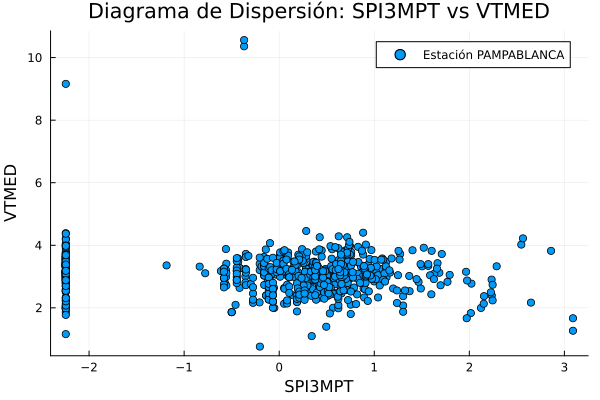 Diagrama de Dispersión: SPI3MPT vs VTMED
Estación PAMPABLANCA
VTMED
10
8
6
4
2
−2
−1
0
1
2
3
SPI3MPT